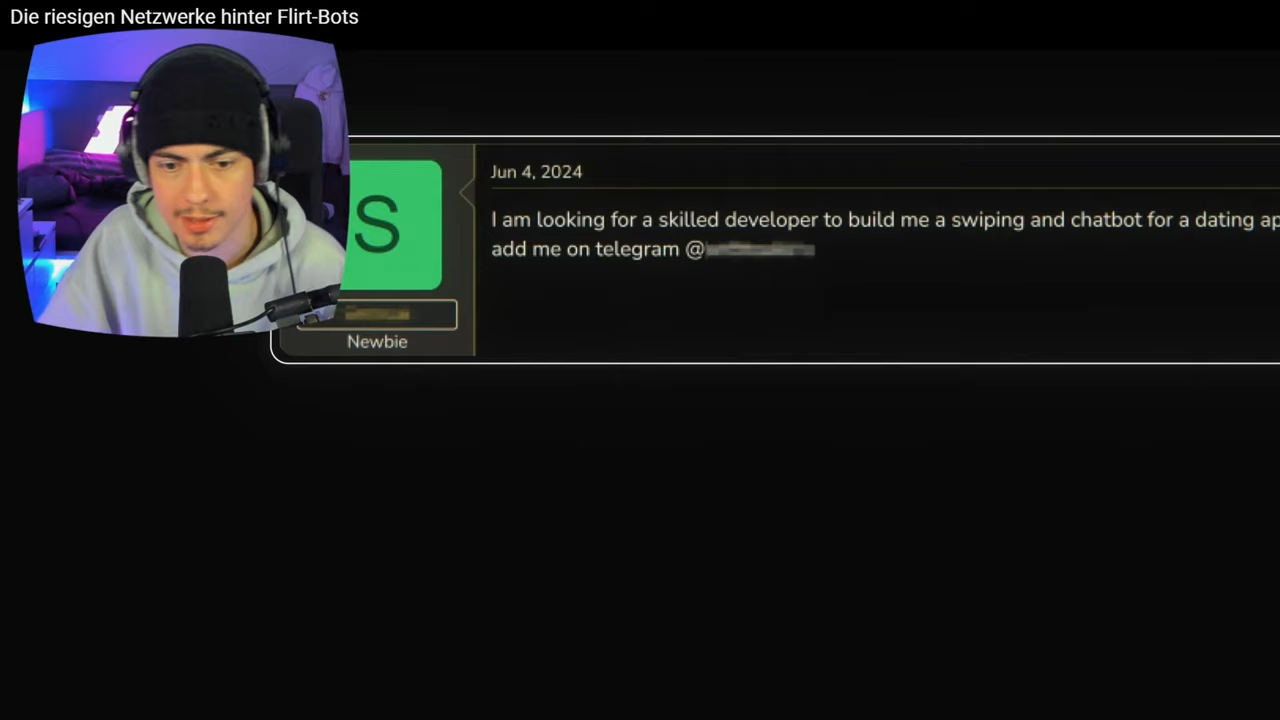 Die riesigen Netzwerke hinter Flirt-Bots
S
Jun 4, 2024
I am looking for a skilled developer to build me a swiping and chatbot for a dating ap
add me on telegram @
Newbie